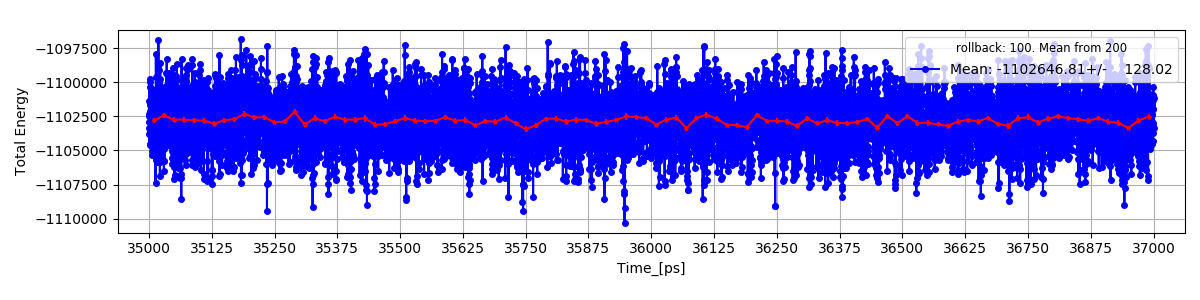 rollback: 100. Mean from 200
Mean: -1102646.81+/- 128.02
Total Energy
−1097500
−1100000
−1102500
−1105000
−1107500
−1110000
35000 35125 35250 35375 35500 35625 35750 35875 36000 36125 36250 36375 36500 36625 36750 36875 37000
Time_[ps]